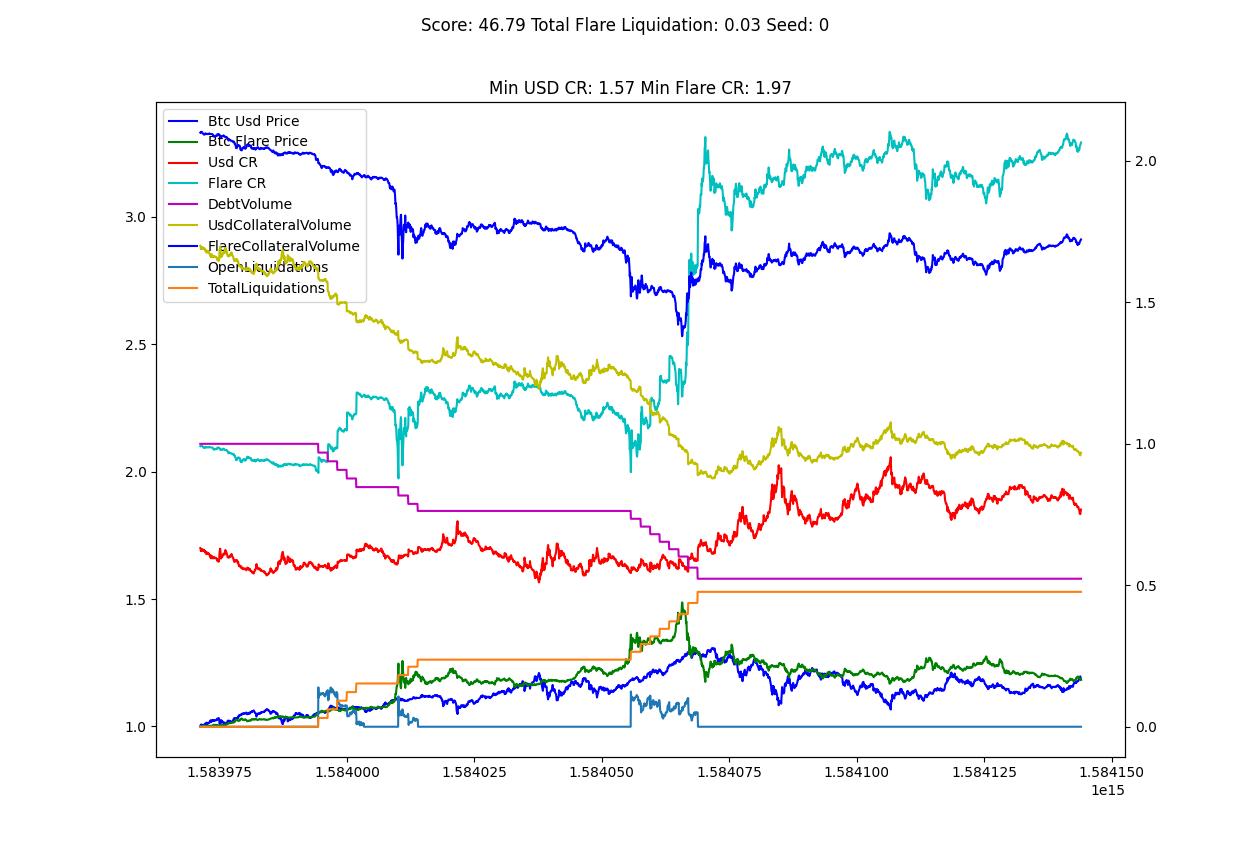 Score: 46.79 Total Flare Liquidation: 0.03 Seed: 0
Min USD CR: 1.57 Min Flare CR: 1.97
Btc Usd Price
Btc Flare Price
Usd CR
Flare CR
DebtVolume
UsdCollateralVolume
FlareCollateralVolume
OpenLiquidations
TotalLiquidations
3.0
2.5
2.0
1.5
1.0
2.0
1.5
1.0
0.5
0.0
1.583975 1.584000 1.584025 1.584050 1.584075 1.584100 1.584125 1.584150
1e15